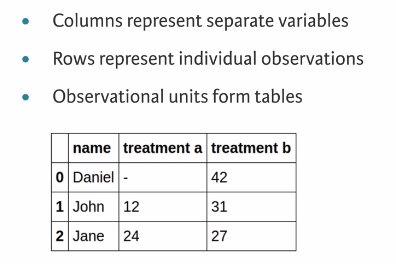 Columns represent separate variables
Rows represent individual observations
Observational units form tables
name treatment a treatment b
0 Daniel - 42
1 John 12 31
2 Jane 24 27